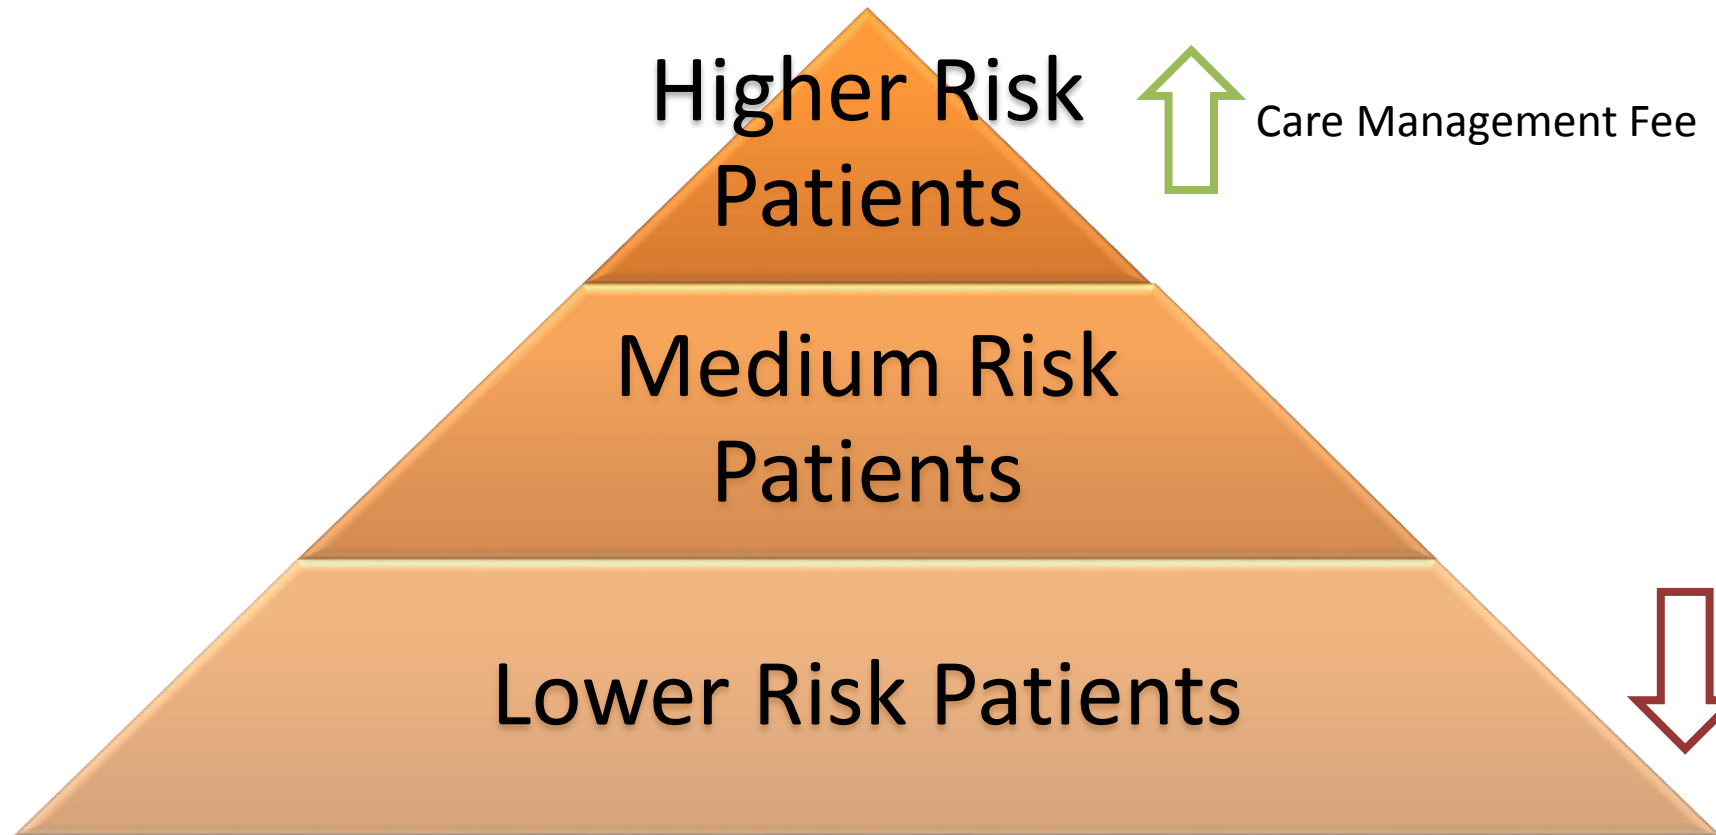 Higher Risk
Patients
Care Management Fee
Medium Risk
Patients
Lower Risk Patients